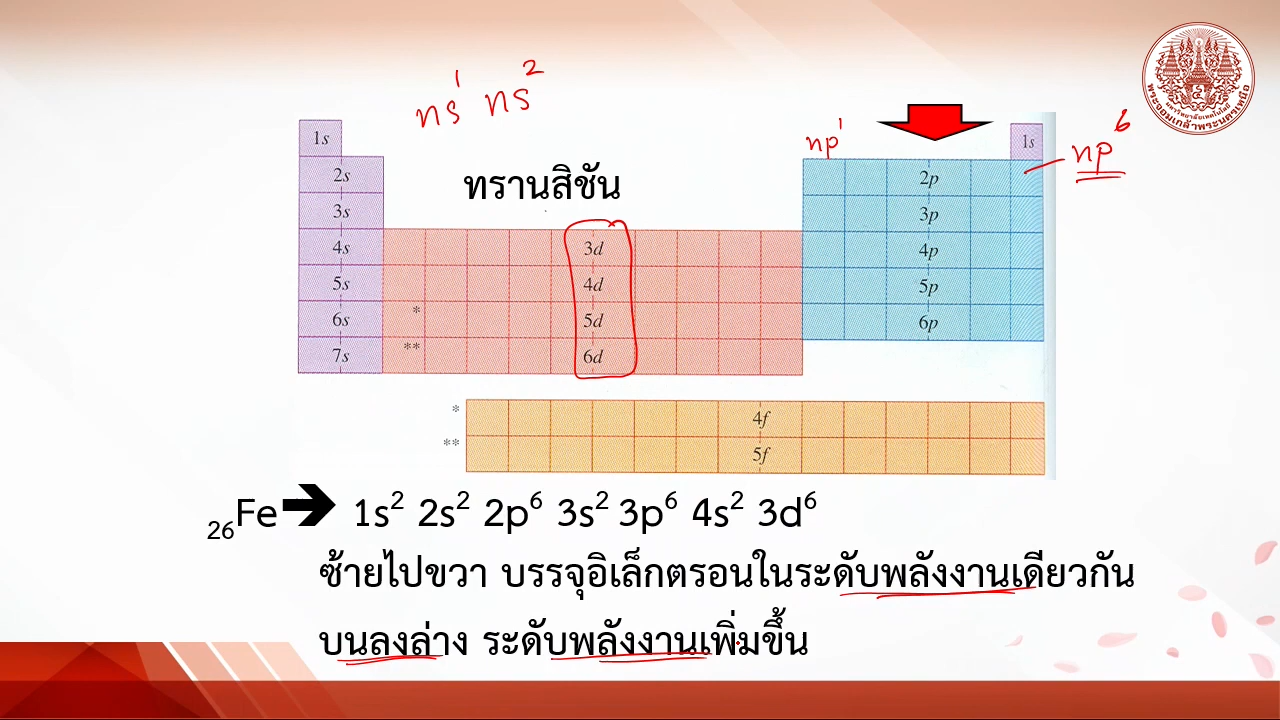 ns¹ ns²
np¹
np⁶
1s
1s
2s
2p
ทรานสิชัน
3s
3p
4s
3d
4p
5s
4d
5p
6s
*
5d
6p
7s
**
6d
*
4f
**
5f
₂₆Fe➔ 1s² 2s² 2p⁶ 3s² 3p⁶ 4s² 3d⁶
ซ้ายไปขวา บรรจุอิเล็กตรอนในระดับพลังงานเดียวกัน
บนลงล่าง ระดับพลังงานเพิ่มขึ้น